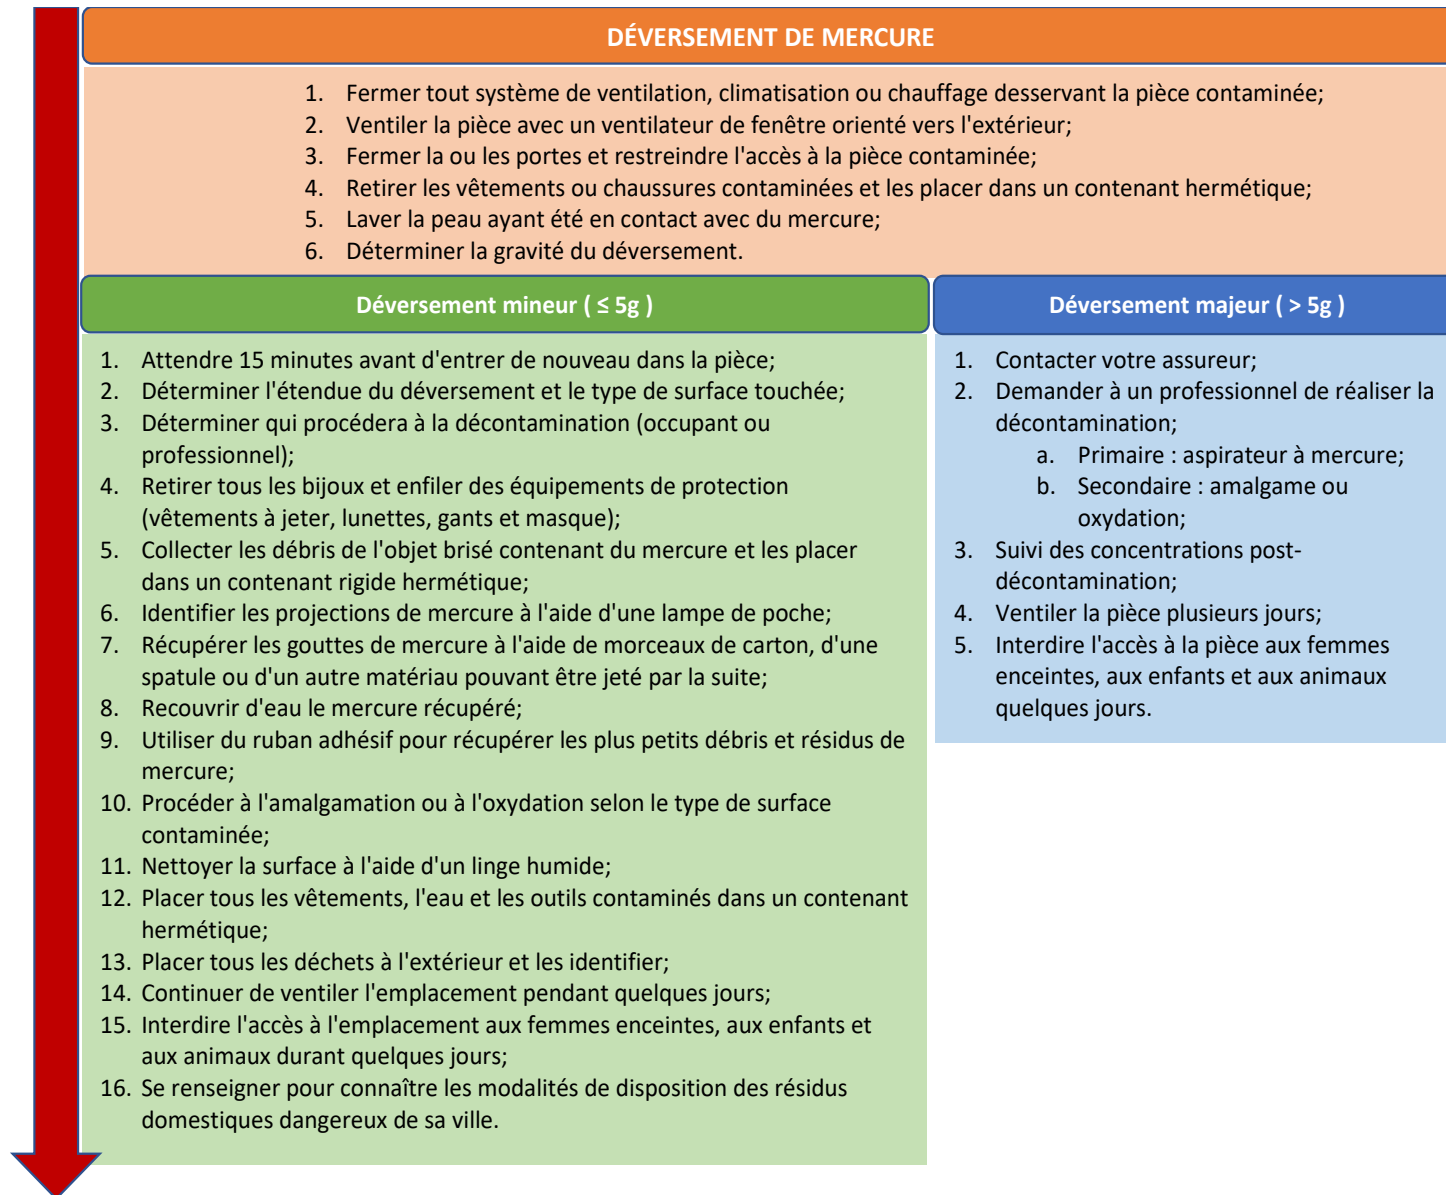 DÉVERSEMENT DE MERCURE
1. Fermer tout système de ventilation, climatisation ou chauffage desservant la pièce contaminée;
2. Ventiler la pièce avec un ventilateur de fenêtre orienté vers l'extérieur;
3. Fermer la ou les portes et restreindre l'accès à la pièce contaminée;
4. Retirer les vêtements ou chaussures contaminées et les placer dans un contenant hermétique;
5. Laver la peau ayant été en contact avec du mercure;
6. Déterminer la gravité du déversement.
Déversement mineur ( ≤ 5g )
1. Attendre 15 minutes avant d'entrer de nouveau dans la pièce;
2. Déterminer l'étendue du déversement et le type de surface touchée;
3. Déterminer qui procédera à la décontamination (occupant ou
professionnel);
4. Retirer tous les bijoux et enfiler des équipements de protection
(vêtements à jeter, lunettes, gants et masque);
5. Collecter les débris de l'objet brisé contenant du mercure et les placer
dans un contenant rigide hermétique;
6. Identifier les projections de mercure à l'aide d'une lampe de poche;
7. Récupérer les gouttes de mercure à l'aide de morceaux de carton, d'une
spatule ou d'un autre matériau pouvant être jeté par la suite;
8. Recouvrir d'eau le mercure récupéré;
9. Utiliser du ruban adhésif pour récupérer les plus petits débris et résidus de
mercure;
10. Procéder à l'amalgamation ou à l'oxydation selon le type de surface
contaminée;
11. Nettoyer la surface à l'aide d'un linge humide;
12. Placer tous les vêtements, l'eau et les outils contaminés dans un contenant
hermétique;
13. Placer tous les déchets à l'extérieur et les identifier;
14. Continuer de ventiler l'emplacement pendant quelques jours;
15. Interdire l'accès à l'emplacement aux femmes enceintes, aux enfants et
aux animaux durant quelques jours;
16. Se renseigner pour connaître les modalités de disposition des résidus
domestiques dangereux de sa ville.
Déversement majeur ( > 5g )
1. Contacter votre assureur;
2. Demander à un professionnel de réaliser la
décontamination;
a. Primaire : aspirateur à mercure;
b. Secondaire : amalgame ou
oxydation;
3. Suivi des concentrations post-
décontamination;
4. Ventiler la pièce plusieurs jours;
5. Interdire l'accès à la pièce aux femmes
enceintes, aux enfants et aux animaux
quelques jours.